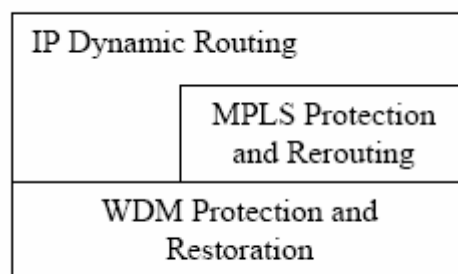 IP Dynamic Routing
MPLS Protection
and Rerouting
WDM Protection and
Restoration